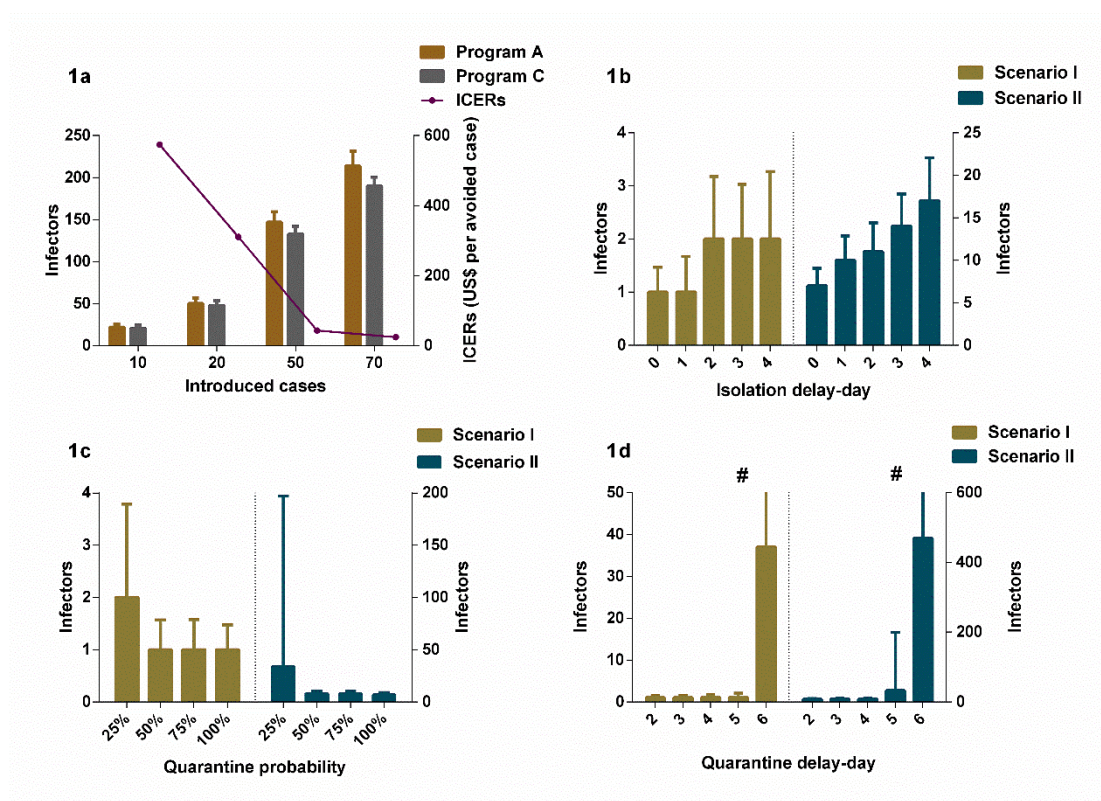 1a
Program A
Program C
ICERs
250
200
150
100
50
0
Infectors
600
400
200
0
ICERs (US$ per avoided case)
10 20 50 70
Introduced cases
1b
Scenario I
Scenario II
4
3
2
1
0
Infectors
25
20
15
10
5
0
Infectors
0 1 2 3 4 0 1 2 3 4
Isolation delay-day
1c
Scenario I
Scenario II
4
3
2
1
0
Infectors
200
150
100
50
0
Infectors
25% 50% 75% 100% 25% 50% 75% 100%
Quarantine probability
1d
Scenario I
Scenario II
# #
50
40
30
20
10
0
Infectors
600
400
200
0
Infectors
2 3 4 5 6 2 3 4 5 6
Quarantine delay-day